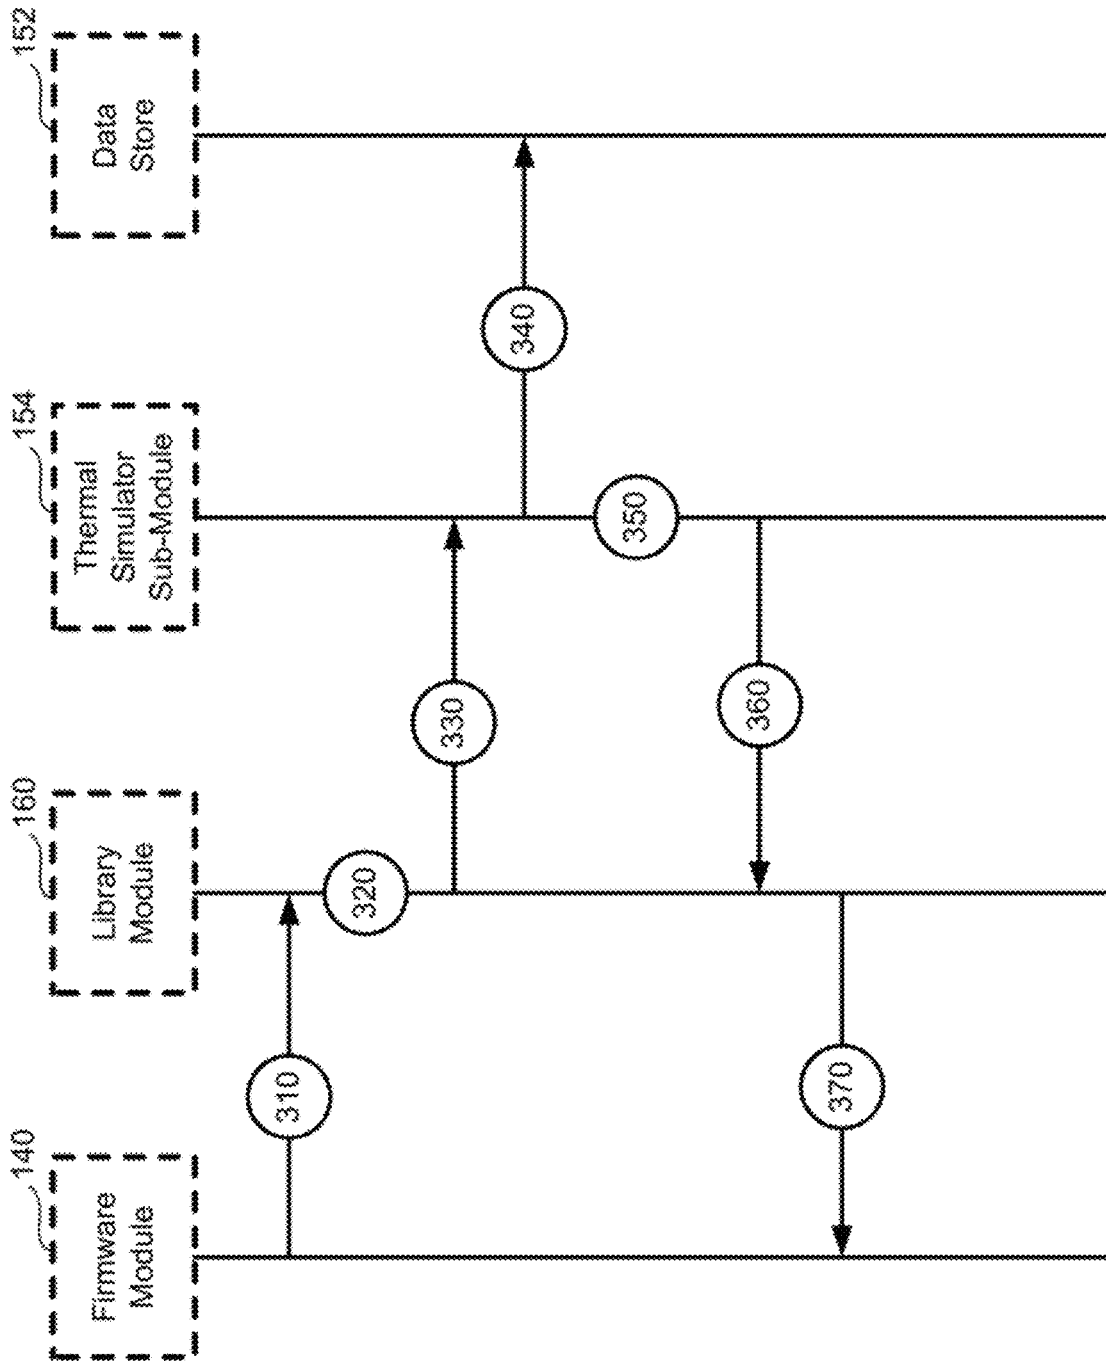 140
Firmware
Module
160
Library
Module
154
Thermal
Simulator
Sub-Module
152
Data
Store
310
320
330
340
350
360
370